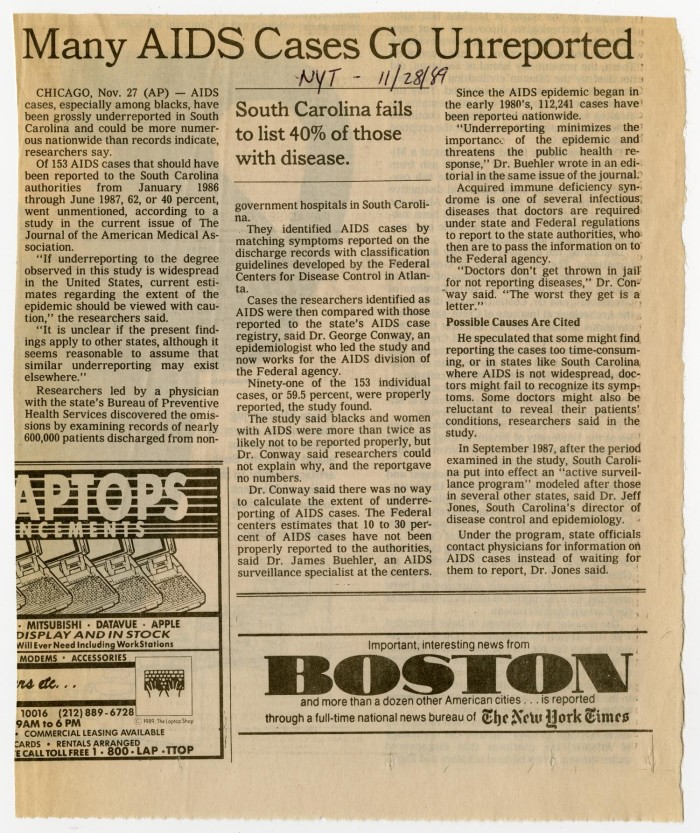 Many AIDS Cases Go Unreported
NYT - 11/28/89
CHICAGO, Nov. 27 (AP) — AIDS
cases, especially among blacks, have
been grossly underreported in South
Carolina and could be more numer-
ous nationwide than records indicate,
researchers say.
Of 153 AIDS cases that should have
been reported to the South Carolina
authorities from January 1986
through June 1987, 62, or 40 percent,
went unmentioned, according to a
study in the current issue of The
Journal of the American Medical As-
sociation.
"If underreporting to the degree
observed in this study is widespread
in the United States, current esti-
mates regarding the extent of the
epidemic should be viewed with cau-
tion," the researchers said.
"It is unclear if the present find-
ings apply to other states, although it
seems reasonable to assume that
similar underreporting may exist
elsewhere."
Researchers led by a physician
with the state's Bureau of Preventive
Health Services discovered the omis-
sions by examining records of nearly
600,000 patients discharged from non-
South Carolina fails
to list 40% of those
with disease.
government hospitals in South Caroli-
na.
They identified AIDS cases by
matching symptoms reported on the
discharge records with classification
guidelines developed by the Federal
Centers for Disease Control in Atlan-
ta.
Cases the researchers identified as
AIDS were then compared with those
reported to the state's AIDS case
registry, said Dr. George Conway, an
epidemiologist who led the study and
now works for the AIDS division of
the Federal agency.
Ninety-one of the 153 individual
cases, or 59.5 percent, were properly
reported, the study found.
The study said blacks and women
with AIDS were more than twice as
likely not to be reported properly, but
Dr. Conway said researchers could
not explain why, and the reportgave
no numbers.
Dr. Conway said there was no way
to calculate the extent of underre-
porting of AIDS cases. The Federal
centers estimates that 10 to 30 per-
cent of AIDS cases have not been
properly reported to the authorities,
said Dr. James Buehler, an AIDS
surveillance specialist at the centers.
Since the AIDS epidemic began in
the early 1980's, 112,241 cases have
been reported nationwide.
"Underreporting minimizes the
importance of the epidemic and
threatens the public health re-
sponse," Dr. Buehler wrote in an edi-
torial in the same issue of the journal.
Acquired immune deficiency syn-
drome is one of several infectious
diseases that doctors are required
under state and Federal regulations
to report to the state authorities, who
then are to pass the information on to
the Federal agency.
"Doctors don't get thrown in jail
for not reporting diseases," Dr. Con-
way said. "The worst they get is a
letter."
Possible Causes Are Cited
He speculated that some might find
reporting the cases too time-consum-
ing, or in states like South Carolina
where AIDS is not widespread, doc-
tors might fail to recognize its symp-
toms. Some doctors might also be
reluctant to reveal their patients'
conditions, researchers said in the
study.
In September 1987, after the period
examined in the study, South Caroli-
na put into effect an "active surveil-
lance program" modeled after those
in several other states, said Dr. Jeff
Jones, South Carolina's director of
disease control and epidemiology.
Under the program, state officials
contact physicians for information on
AIDS cases instead of waiting for
them to report, Dr. Jones said.
APTOPS
NCEMENTS
· MITSUBISHI · DATAVUE · APPLE
DISPLAY AND IN STOCK
Will Ever Need Including WorkStations
MODEMS · ACCESSORIES
rs etc...
© 1989, The Laptop Shop
10016 (212) 889-6728
9AM to 6 PM
· COMMERCIAL LEASING AVAILABLE
CARDS · RENTALS ARRANGED
E CALL TOLL FREE 1 · 800 · LAP · TTOP
Important, interesting news from
BOSTON
and more than a dozen other American cities . . . is reported
through a full-time national news bureau of The New York Times